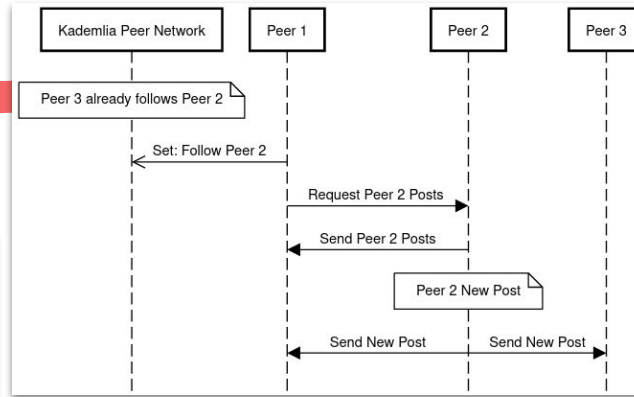 Kademlia Peer Network
Peer 1
Peer 2
Peer 3
Peer 3 already follows Peer 2
Set: Follow Peer 2
Request Peer 2 Posts
Send Peer 2 Posts
Peer 2 New Post
Send New Post
Send New Post